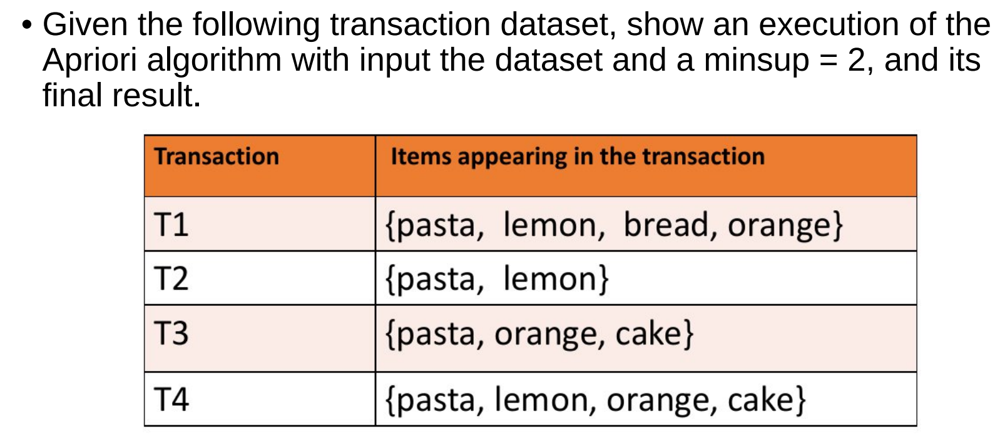 • Given the following transaction dataset, show an execution of the
Apriori algorithm with input the dataset and a minsup = 2, and its
final result.
Transaction Items appearing in the transaction
T1 {pasta, lemon, bread, orange}
T2 {pasta, lemon}
T3 {pasta, orange, cake}
T4 {pasta, lemon, orange, cake}